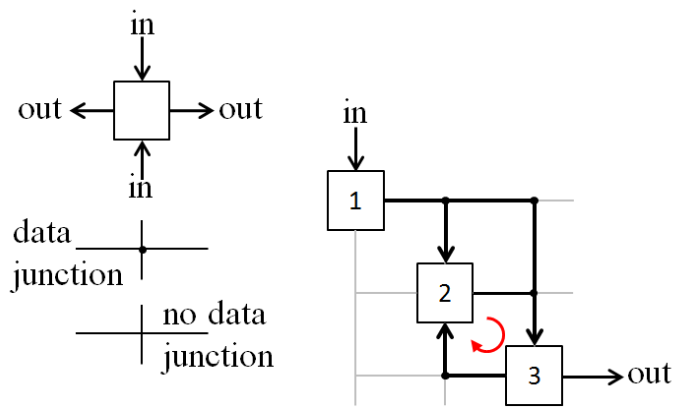 in
out
out
in
data
junction
no data
junction
in
1
2
3
out